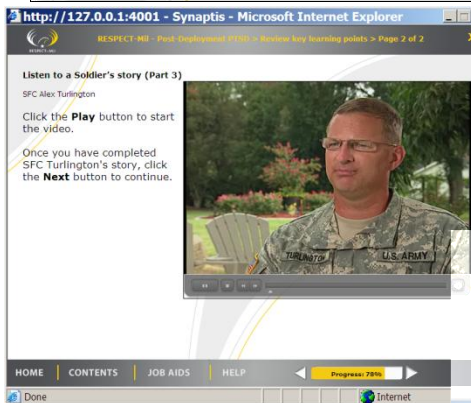 http://127.0.0.1:4001 - Synaptis - Microsoft Internet Explorer
RESPECT-Mil - Post-Deployment PTSD > Review key learning points > Page 2 of 2
RESPECT-Mil
Listen to a Soldier's story (Part 3)
SFC Alex Turlington
Click the Play button to start
the video.
Once you have completed
SFC Turlington's story, click
the Next button to continue.
TURLINGTON
U.S. ARMY
HOME
CONTENTS
JOB AIDS
HELP
Progress: 78%
Done
Internet